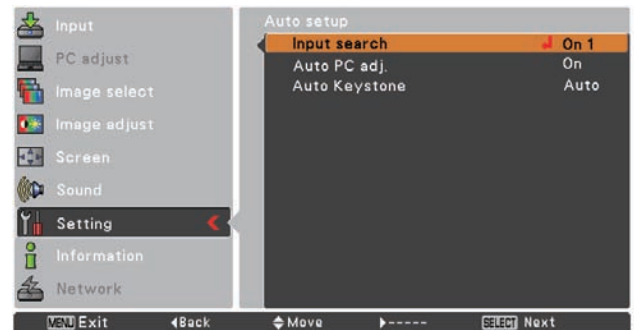 Input
PC adjust
Image select
Image adjust
Screen
Sound
Setting
Information
Network
Auto setup
Input search On 1
Auto PC adj. On
Auto Keystone Auto
MENU Exit Back Move ----- SELECT Next